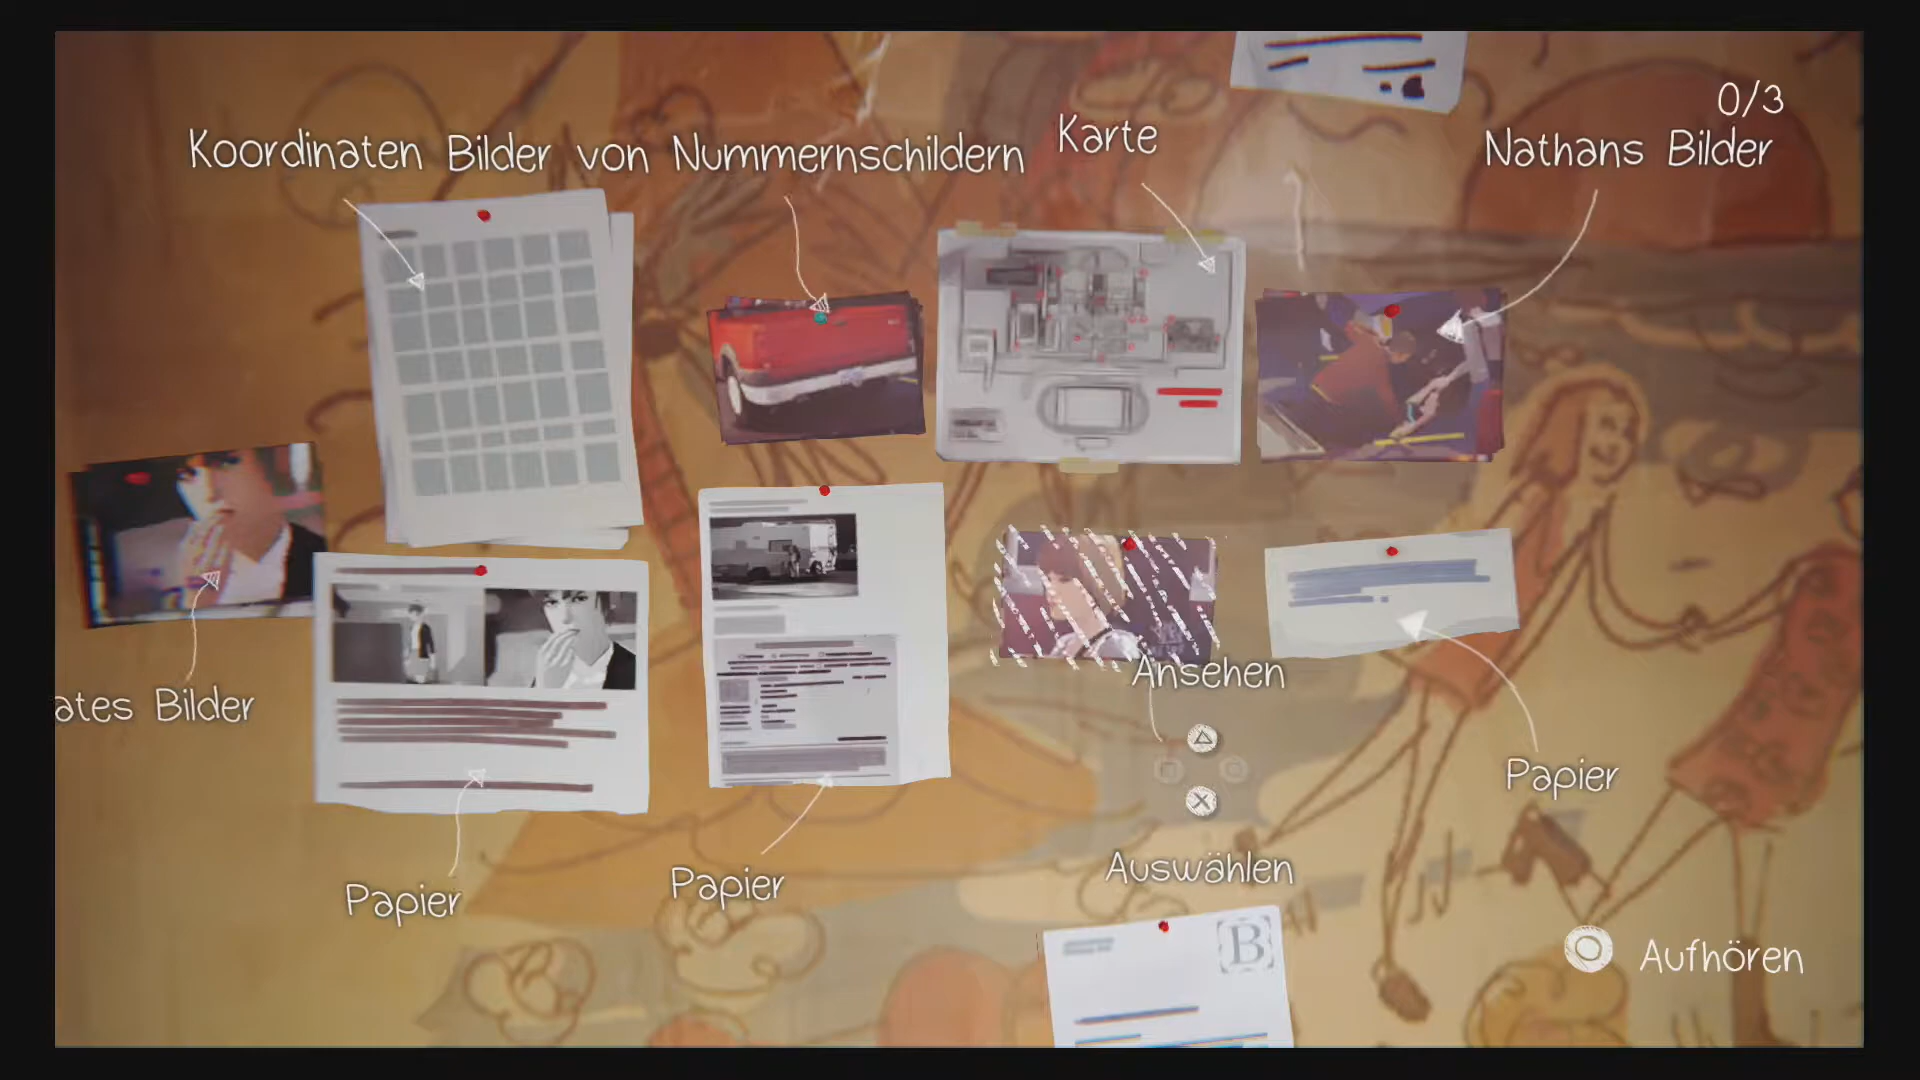 0/3
Koordinaten
Bilder von Nummernschildern
Karte
Nathans Bilder
ates Bilder
Ansehen
Papier
Papier
Papier
Auswählen
B
Aufhören